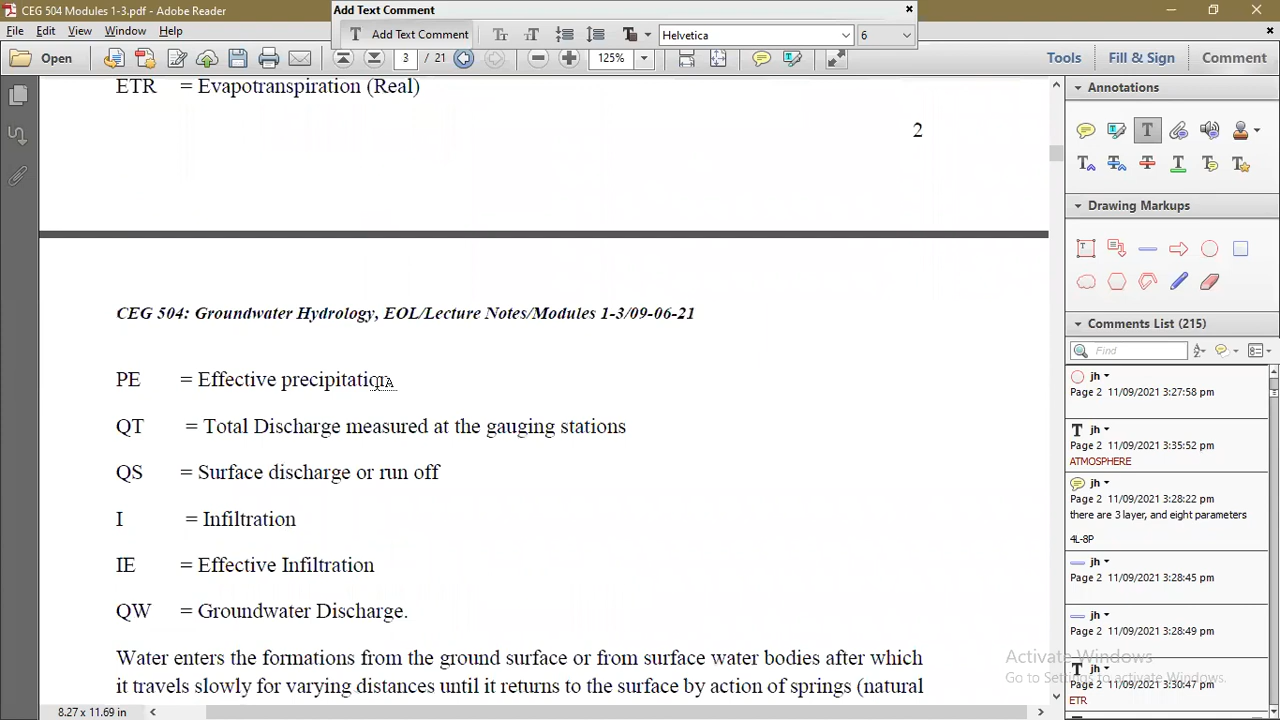 CEG 504 Modules 1-3.pdf - Adobe Reader
Add Text Comment
File Edit View Window Help
Add Text Comment Helvetica 6
Open 3 / 21 125% Tools Fill & Sign Comment
ETR = Evapotranspiration (Real)
2
CEG 504: Groundwater Hydrology, EOL/Lecture Notes/Modules 1-3/09-06-21
PE = Effective precipitation
QT = Total Discharge measured at the gauging stations
QS = Surface discharge or run off
I = Infiltration
IE = Effective Infiltration
QW = Groundwater Discharge.
Water enters the formations from the ground surface or from surface water bodies after which
it travels slowly for varying distances until it returns to the surface by action of springs (natural
8.27 x 11.69 in
Annotations
Drawing Markups
Comments List (215)
Find
jh
Page 2 11/09/2021 3:27:58 pm
jh
Page 2 11/09/2021 3:35:52 pm
ATMOSPHERE
jh
Page 2 11/09/2021 3:28:22 pm
there are 3 layer, and eight parameters
4L-8P
jh
Page 2 11/09/2021 3:28:45 pm
jh
Page 2 11/09/2021 3:28:49 pm
jh
Page 2 11/09/2021 3:30:47 pm
ETR
Activate Windows
Go to Settings to activate Windows.